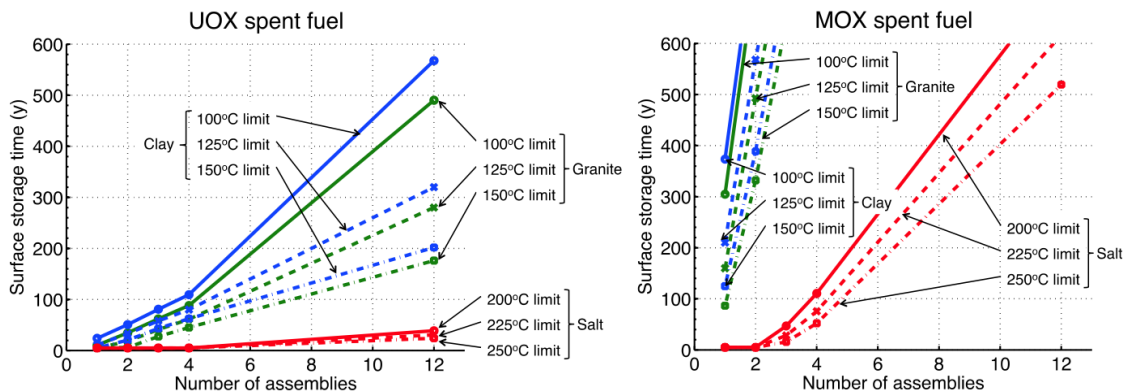 UOX spent fuel
Surface storage time (y)
600
500
400
300
200
100
0
0 2 4 6 8 10 12
Number of assemblies
Clay
100°C limit
125°C limit
150°C limit
100°C limit
125°C limit
150°C limit
Granite
200°C limit
225°C limit
250°C limit
Salt
MOX spent fuel
Surface storage time (y)
600
500
400
300
200
100
0
0 2 4 6 8 10 12
Number of assemblies
100°C limit
125°C limit
150°C limit
Granite
100°C limit
125°C limit
150°C limit
Clay
200°C limit
225°C limit
250°C limit
Salt